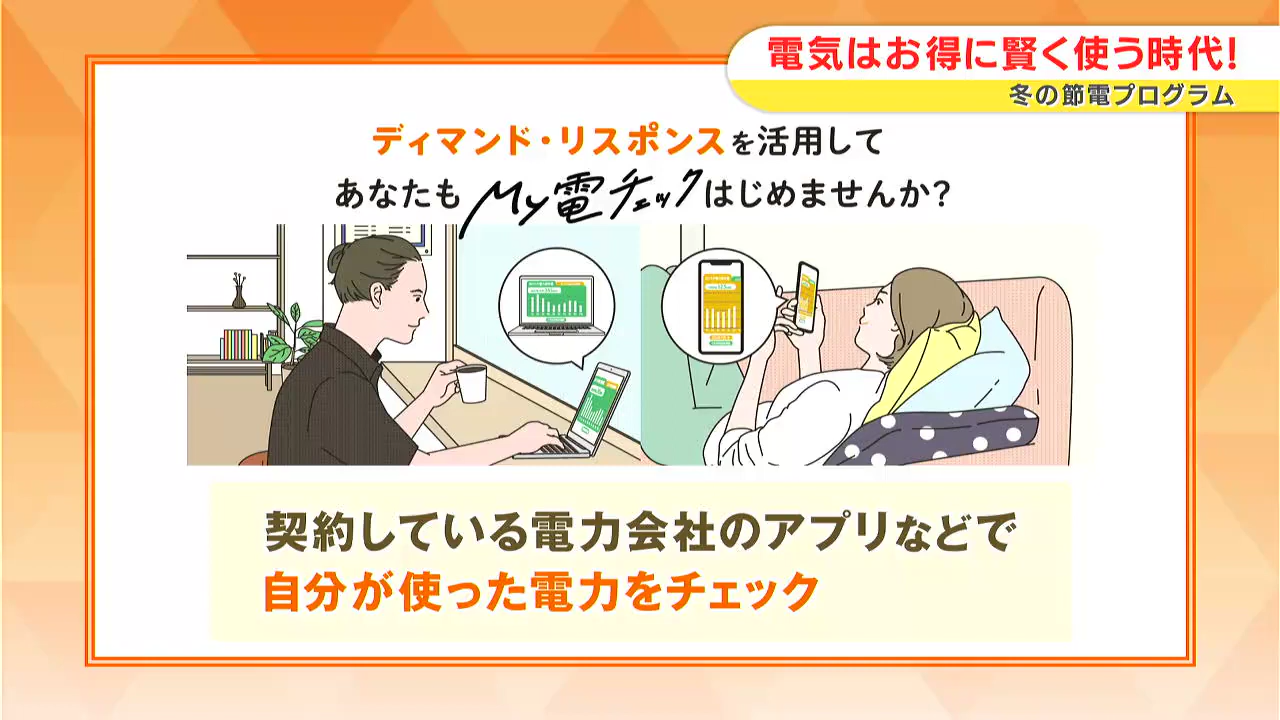 電気はお得に賢く使う時代!
冬の節電プログラム
ディマンド・リスポンスを活用して
あなたもMy電チェックはじめませんか?
契約している電力会社のアプリなどで
自分が使った電力をチェック